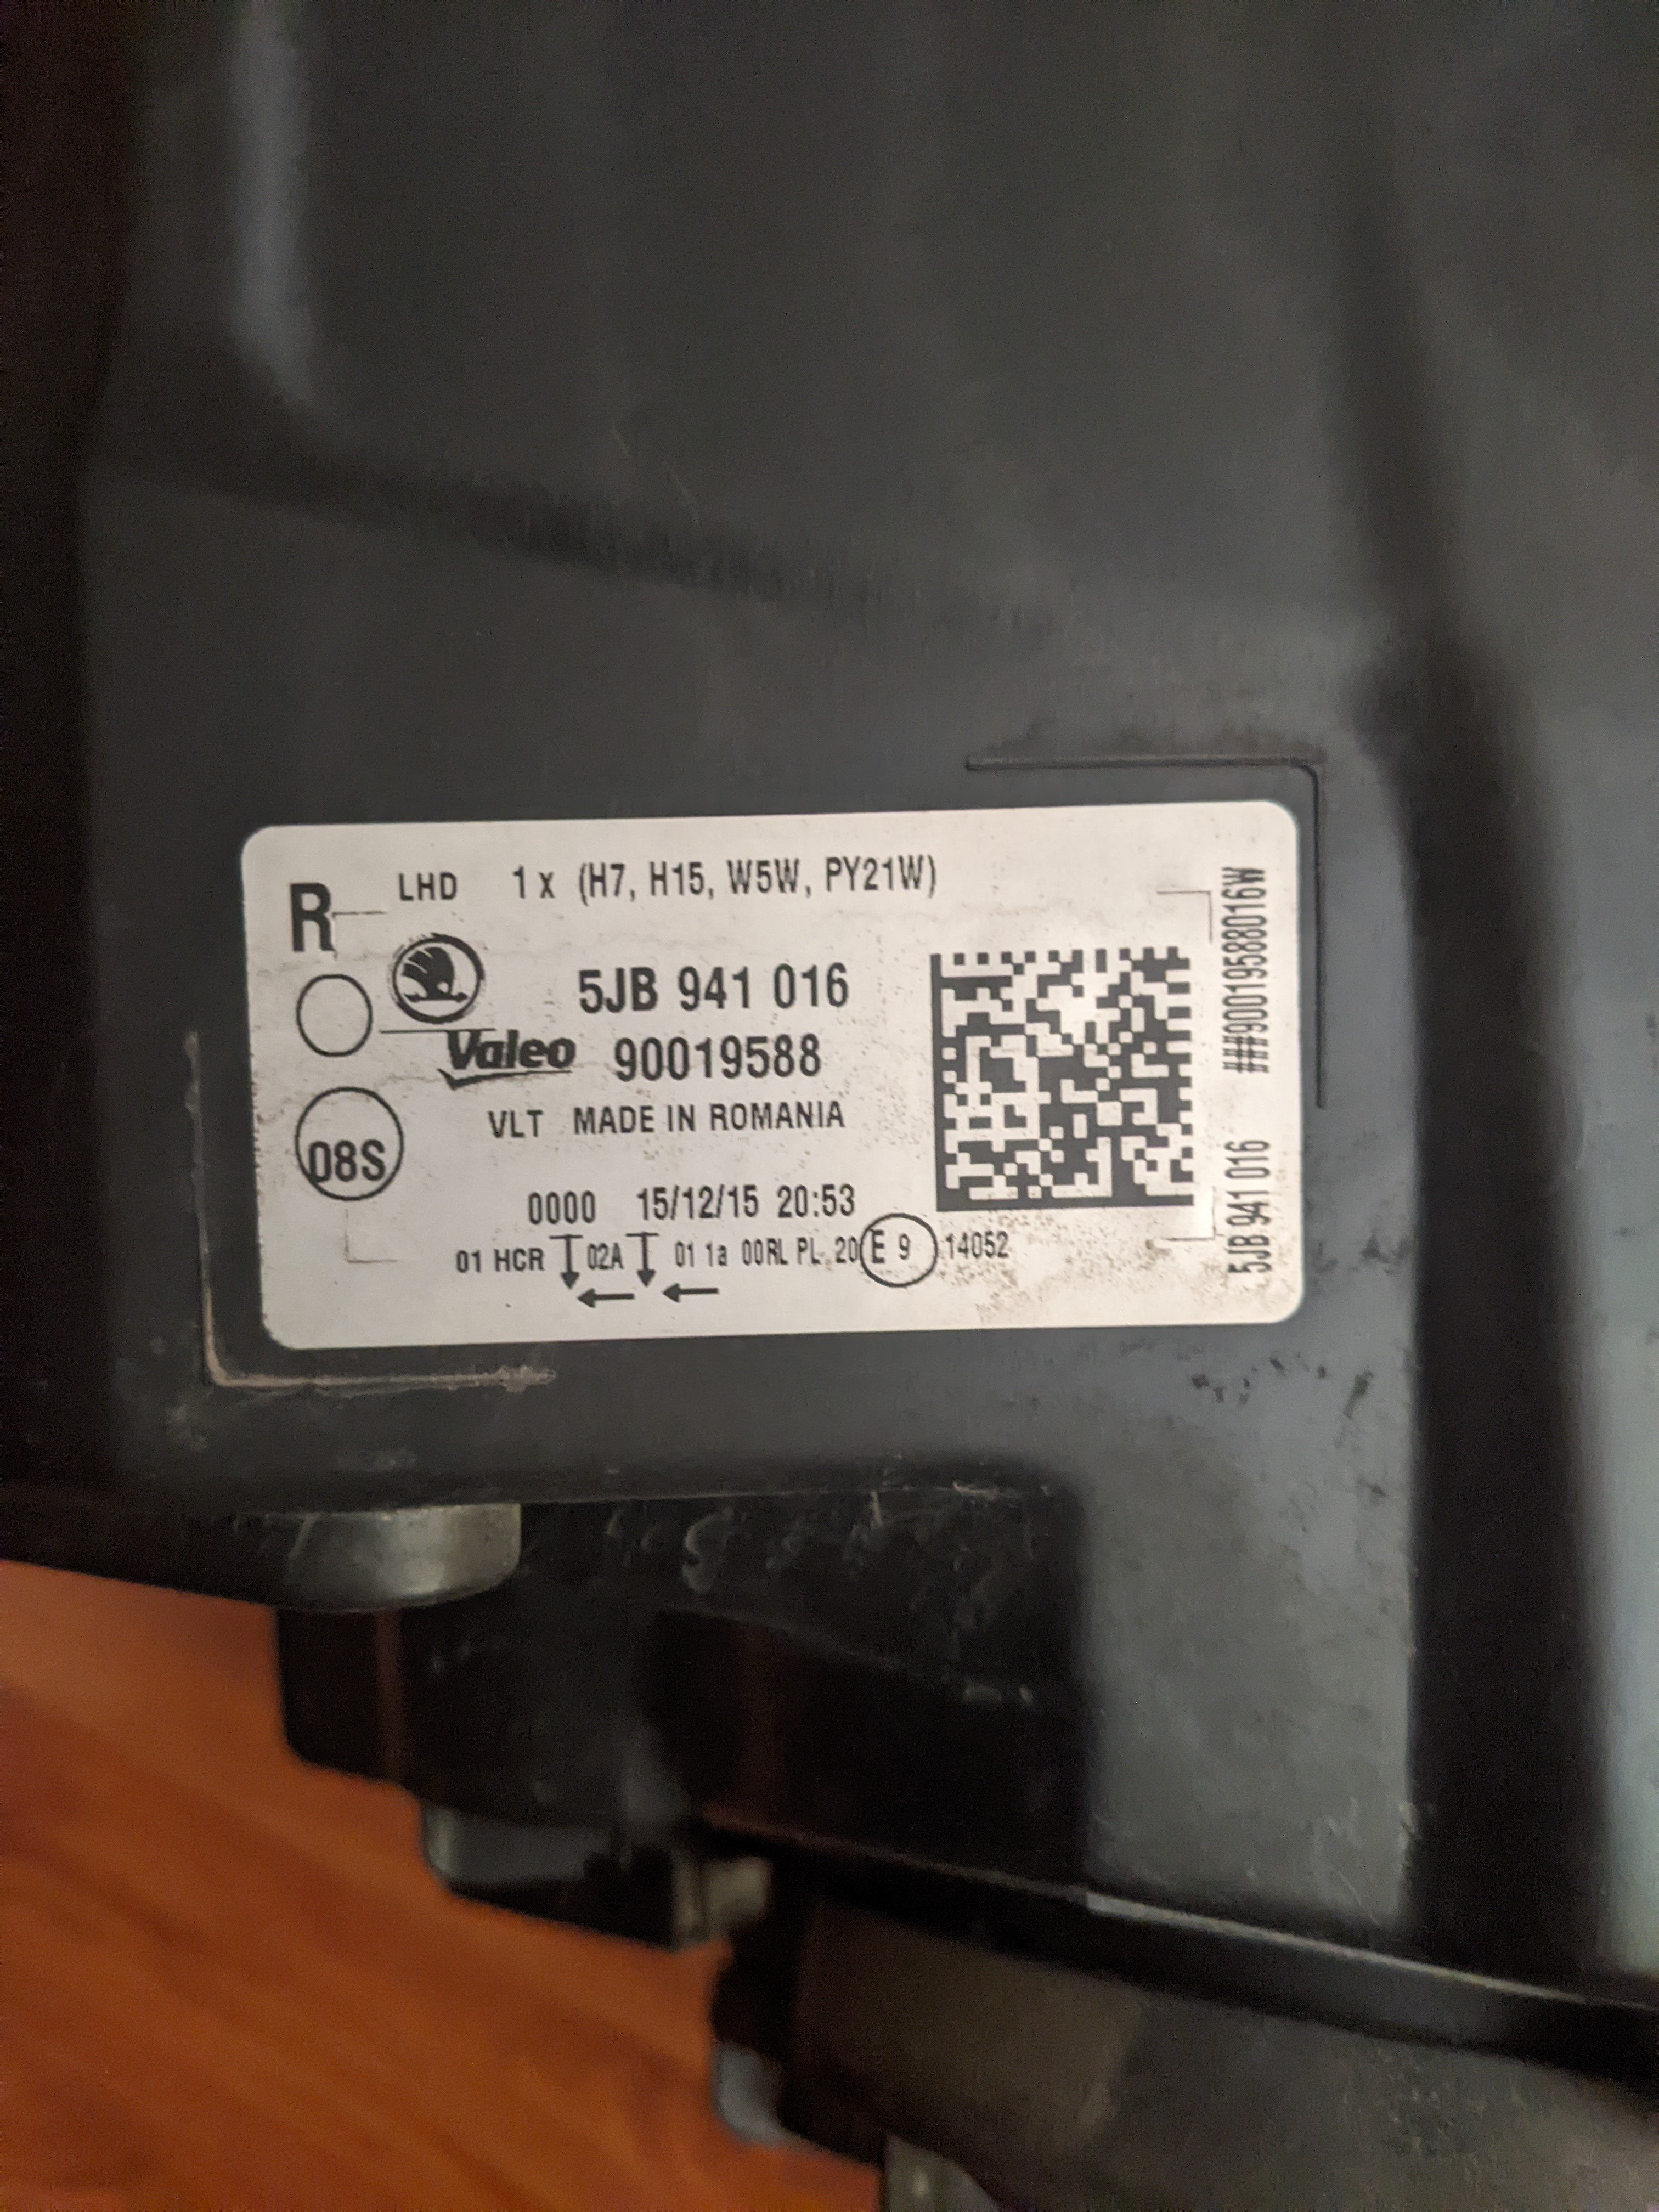 R LHD 1 x (H7, H15, W5W, PY21W)
5JB 941 016
Valeo 90019588
VLT MADE IN ROMANIA
08S
0000 15/12/15 20:53
01 HCR 02A 01 1a 00RL PL 20 E 9 14052
5JB 941 016 ###90019588016W